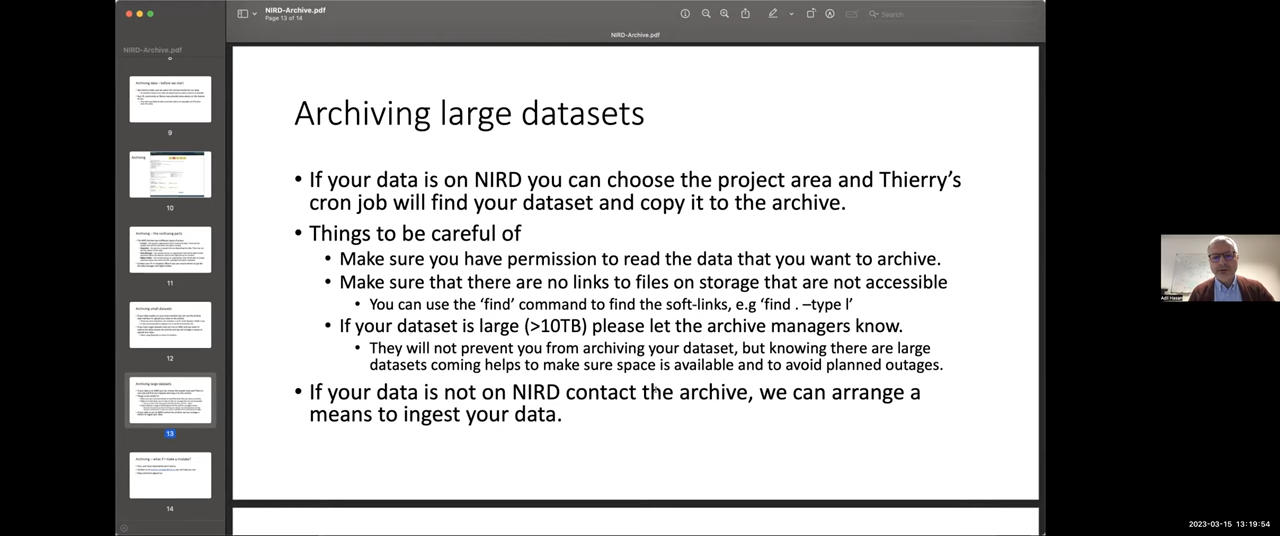 NIRD-Archive.pdf
Page 13 of 14
Search
NIRD-Archive.pdf
NIRD-Archive.pdf
9
10
11
12
Archiving large datasets
13
14
Archiving large datasets
• If your data is on NIRD you can choose the project area and Thierry's
cron job will find your dataset and copy it to the archive.
• Things to be careful of
• Make sure you have permission to read the data that you want to archive.
• Make sure that there are no links to files on storage that are not accessible
• You can use the 'find' command to find the soft-links, e.g 'find . –type l'
• If your dataset is large (>10TB) please let the archive managers know.
• They will not prevent you from archiving your dataset, but knowing there are large
datasets coming helps to make sure space is available and to avoid planned outages.
• If your data is not on NIRD contact the archive, we can arrange a
means to ingest your data.
Adil Hasan
2023-03-15 13:19:54